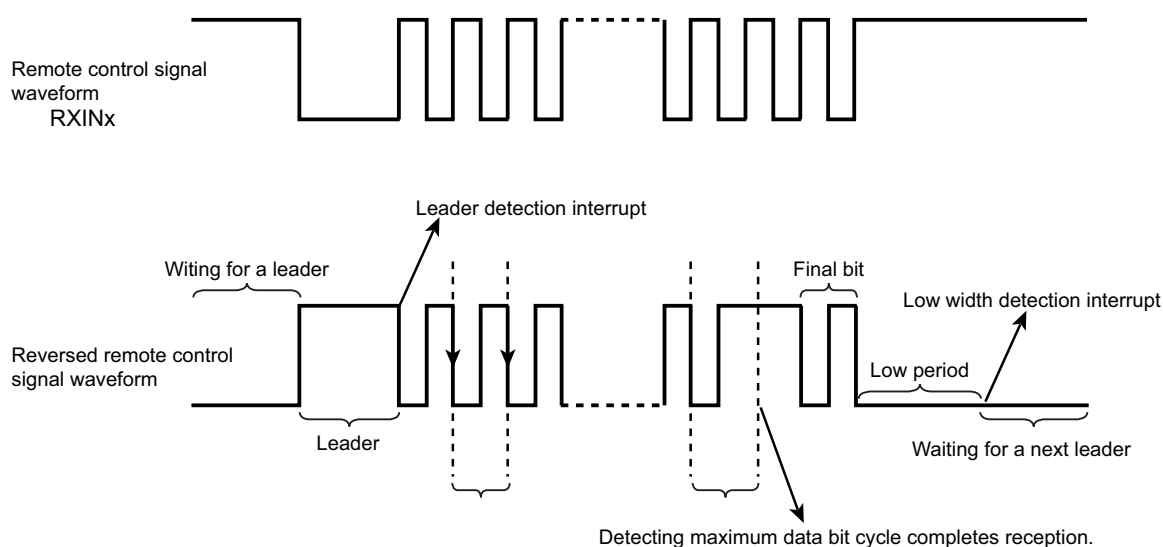 Remote control signal
waveform
RXINx
Leader detection interrupt
Witing for a leader
Final bit
Low width detection interrupt
Reversed remote control
signal waveform
Low period
Leader
Waiting for a next leader
Detecting maximum data bit cycle completes reception.